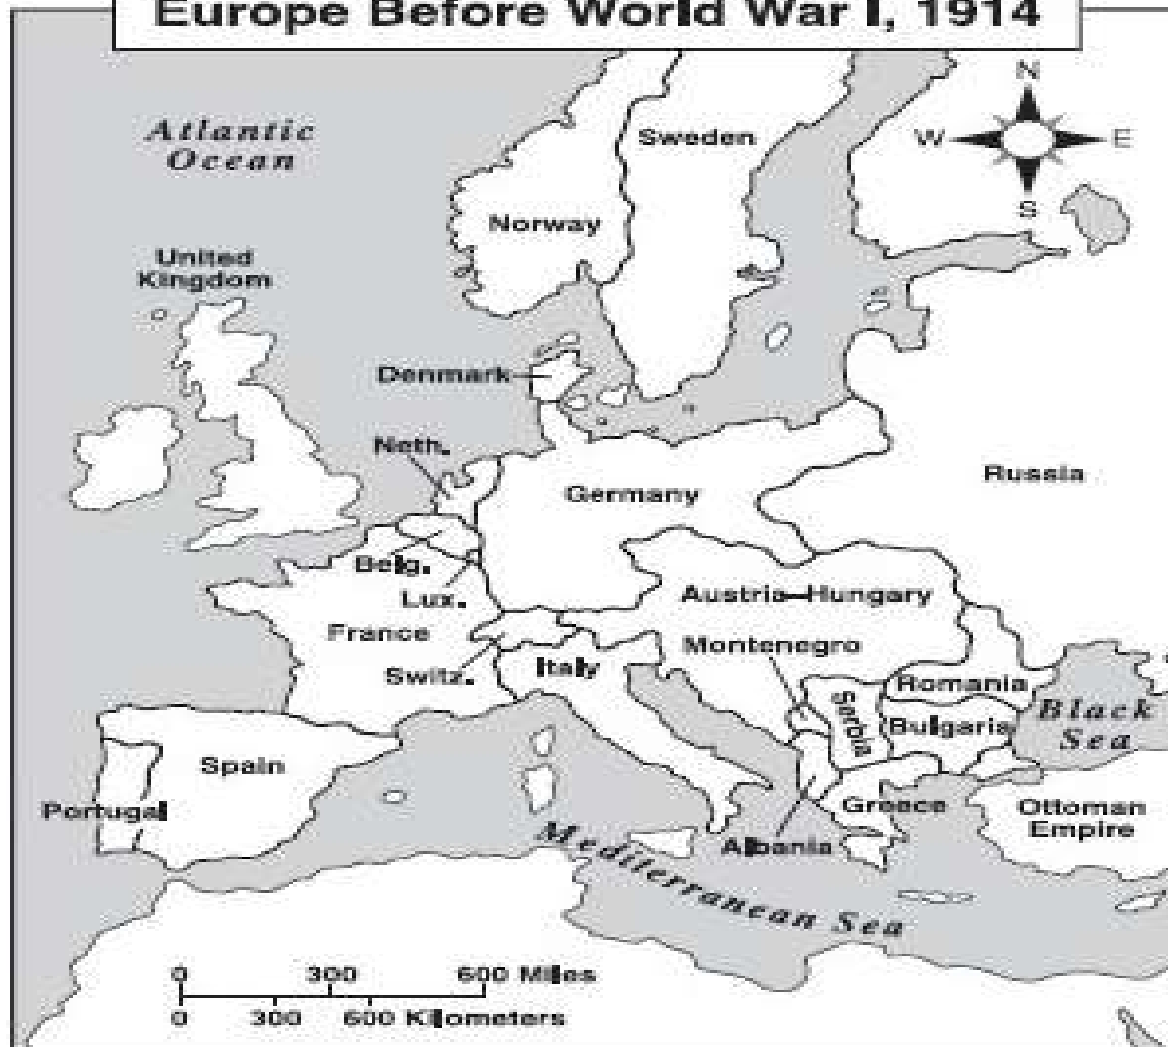 Europe Before World War I, 1914
N
W E
S
Atlantic
Ocean
Sweden
Norway
United
Kingdom
Denmark
Neth.
Germany
Russia
Belg.
Lux.
Austria-Hungary
France
Montenegro
Switz.
Italy
Romania
Serbia
Bulgaria
Black
Sea
Spain
Portugal
Greece
Ottoman
Empire
Albania
Mediterranean Sea
0 300 600 Miles
0 300 600 Kilometers